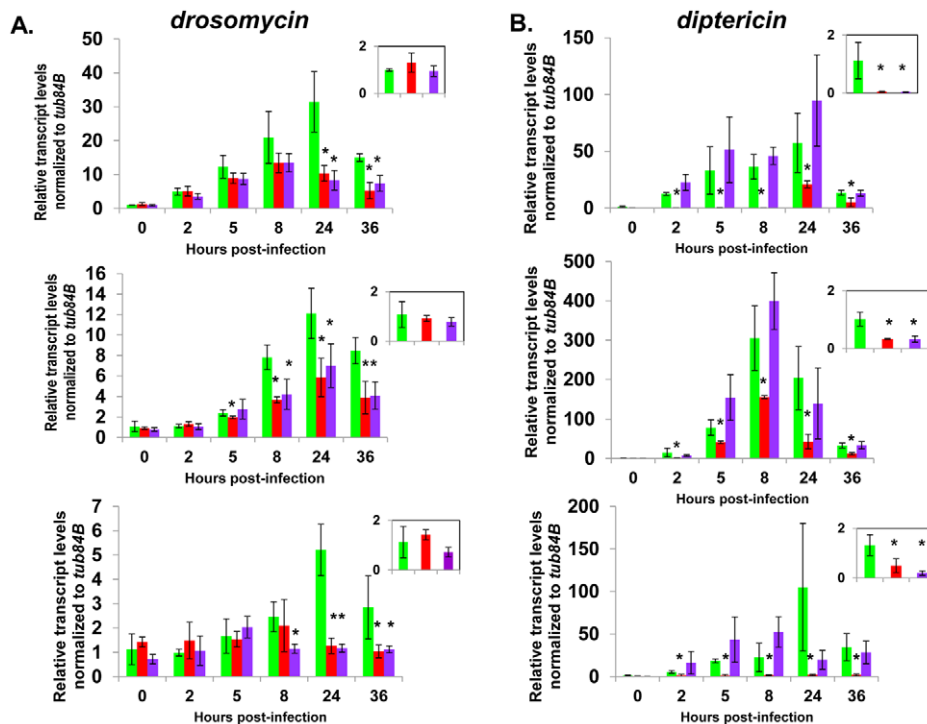 A.
drosomycin
Relative transcript levels
normalized to tub84B
50
40
30
20
10
0
2
0
*
*
*
*
0 2 5 8 24 36
Hours post-infection
Relative transcript levels
normalized to tub84B
16
14
12
10
8
6
4
2
0
2
0
*
*
*
*
*
**
0 2 5 8 24 36
Hours post-infection
Relative transcript levels
normalized to tub84B
7
6
5
4
3
2
1
0
2
0
*
**
*
*
0 2 5 8 24 36
Hours post-infection
B.
diptericin
Relative transcript levels
normalized to tub84B
150
100
50
0
2
0
* *
*
*
*
*
*
0 2 5 8 24 36
Hours post-infection
Relative transcript levels
normalized to tub84B
500
400
300
200
100
0
2
0
* *
*
*
*
*
*
0 2 5 8 24 36
Hours post-infection
Relative transcript levels
normalized to tub84B
200
150
100
50
0
2
0
* *
*
*
*
*
*
0 2 5 8 24 36
Hours post-infection